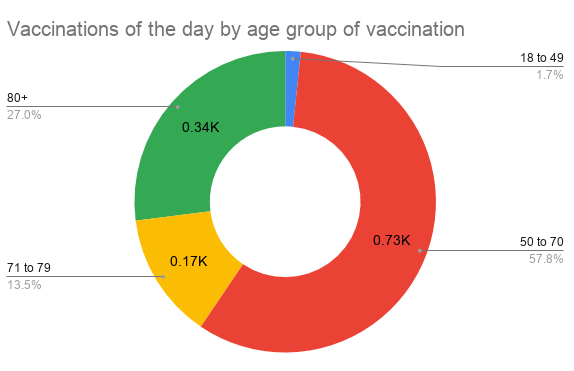 Vaccinations of the day by age group of vaccination
18 to 49
1.7%
80+
27.0%
0.34K
0.73K
50 to 70
57.8%
0.17K
71 to 79
13.5%